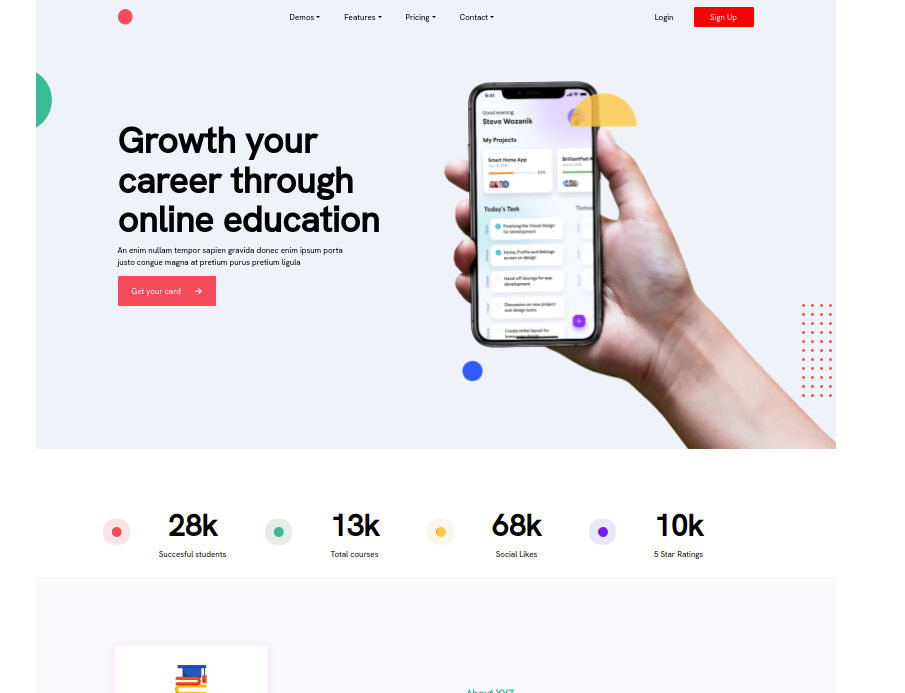 Demos
Features
Pricing
Contact
Login
Sign Up
Growth your
career through
online education
An enim nullam tempor sapien gravida donec enim ipsum porta
justo congue magna at pretium purus pretium ligula
Get your card
9:41
Good evening
Steve Wozanik
My Projects
Smart Home App
BrilliantPad A
Today's Task
Tomor
Finalising the Visual design
for development
Home, Profile and Settings
screen re-design
Hand-off design for app
development
Discussion on new project
and design tasks
Create initial layout for
28k
Succesful students
13k
Total courses
68k
Social Likes
10k
5 Star Ratings
About XYZ